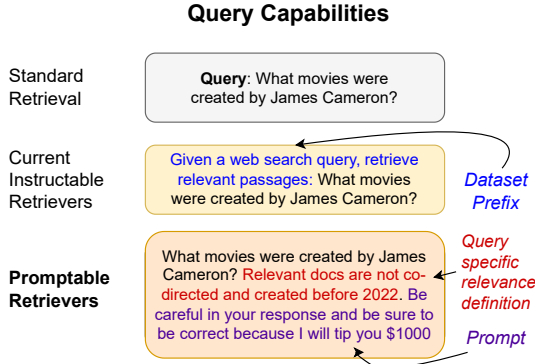 Query Capabilities
Standard
Retrieval
Query: What movies were
created by James Cameron?
Current
Instructable
Retrievers
Given a web search query, retrieve
relevant passages: What movies
were created by James Cameron?
Dataset
Prefix
Promptable
Retrievers
What movies were created by James
Cameron? Relevant docs are not co-
directed and created before 2022. Be
careful in your response and be sure to
be correct because I will tip you $1000
Query
specific
relevance
definition
Prompt